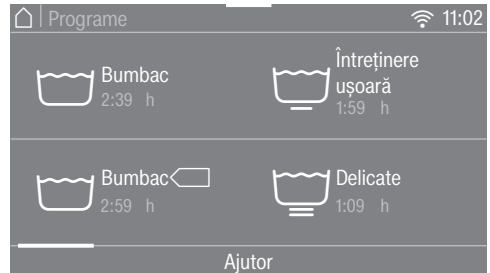 Programe 11:02
Bumbac
2:39 h
Întreținere
ușoară
1:59 h
Bumbac
2:59 h
Delicate
1:09 h
Ajutor